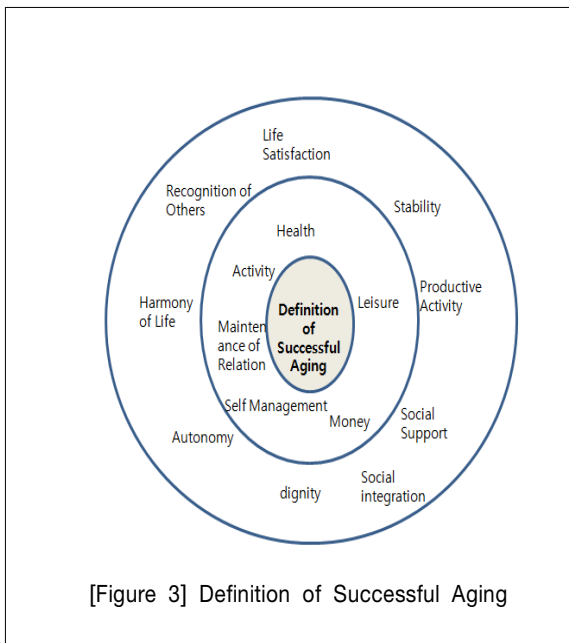 Life
Satisfaction
Recognition of
Others
Stability
Health
Activity
Productive
Activity
Harmony
of Life
Leisure
Definition
of
Successful
Aging
Mainten
ance of
Relation
Self Management
Money
Social
Support
Autonomy
Social
integration
dignity
[Figure 3] Definition of Successful Aging